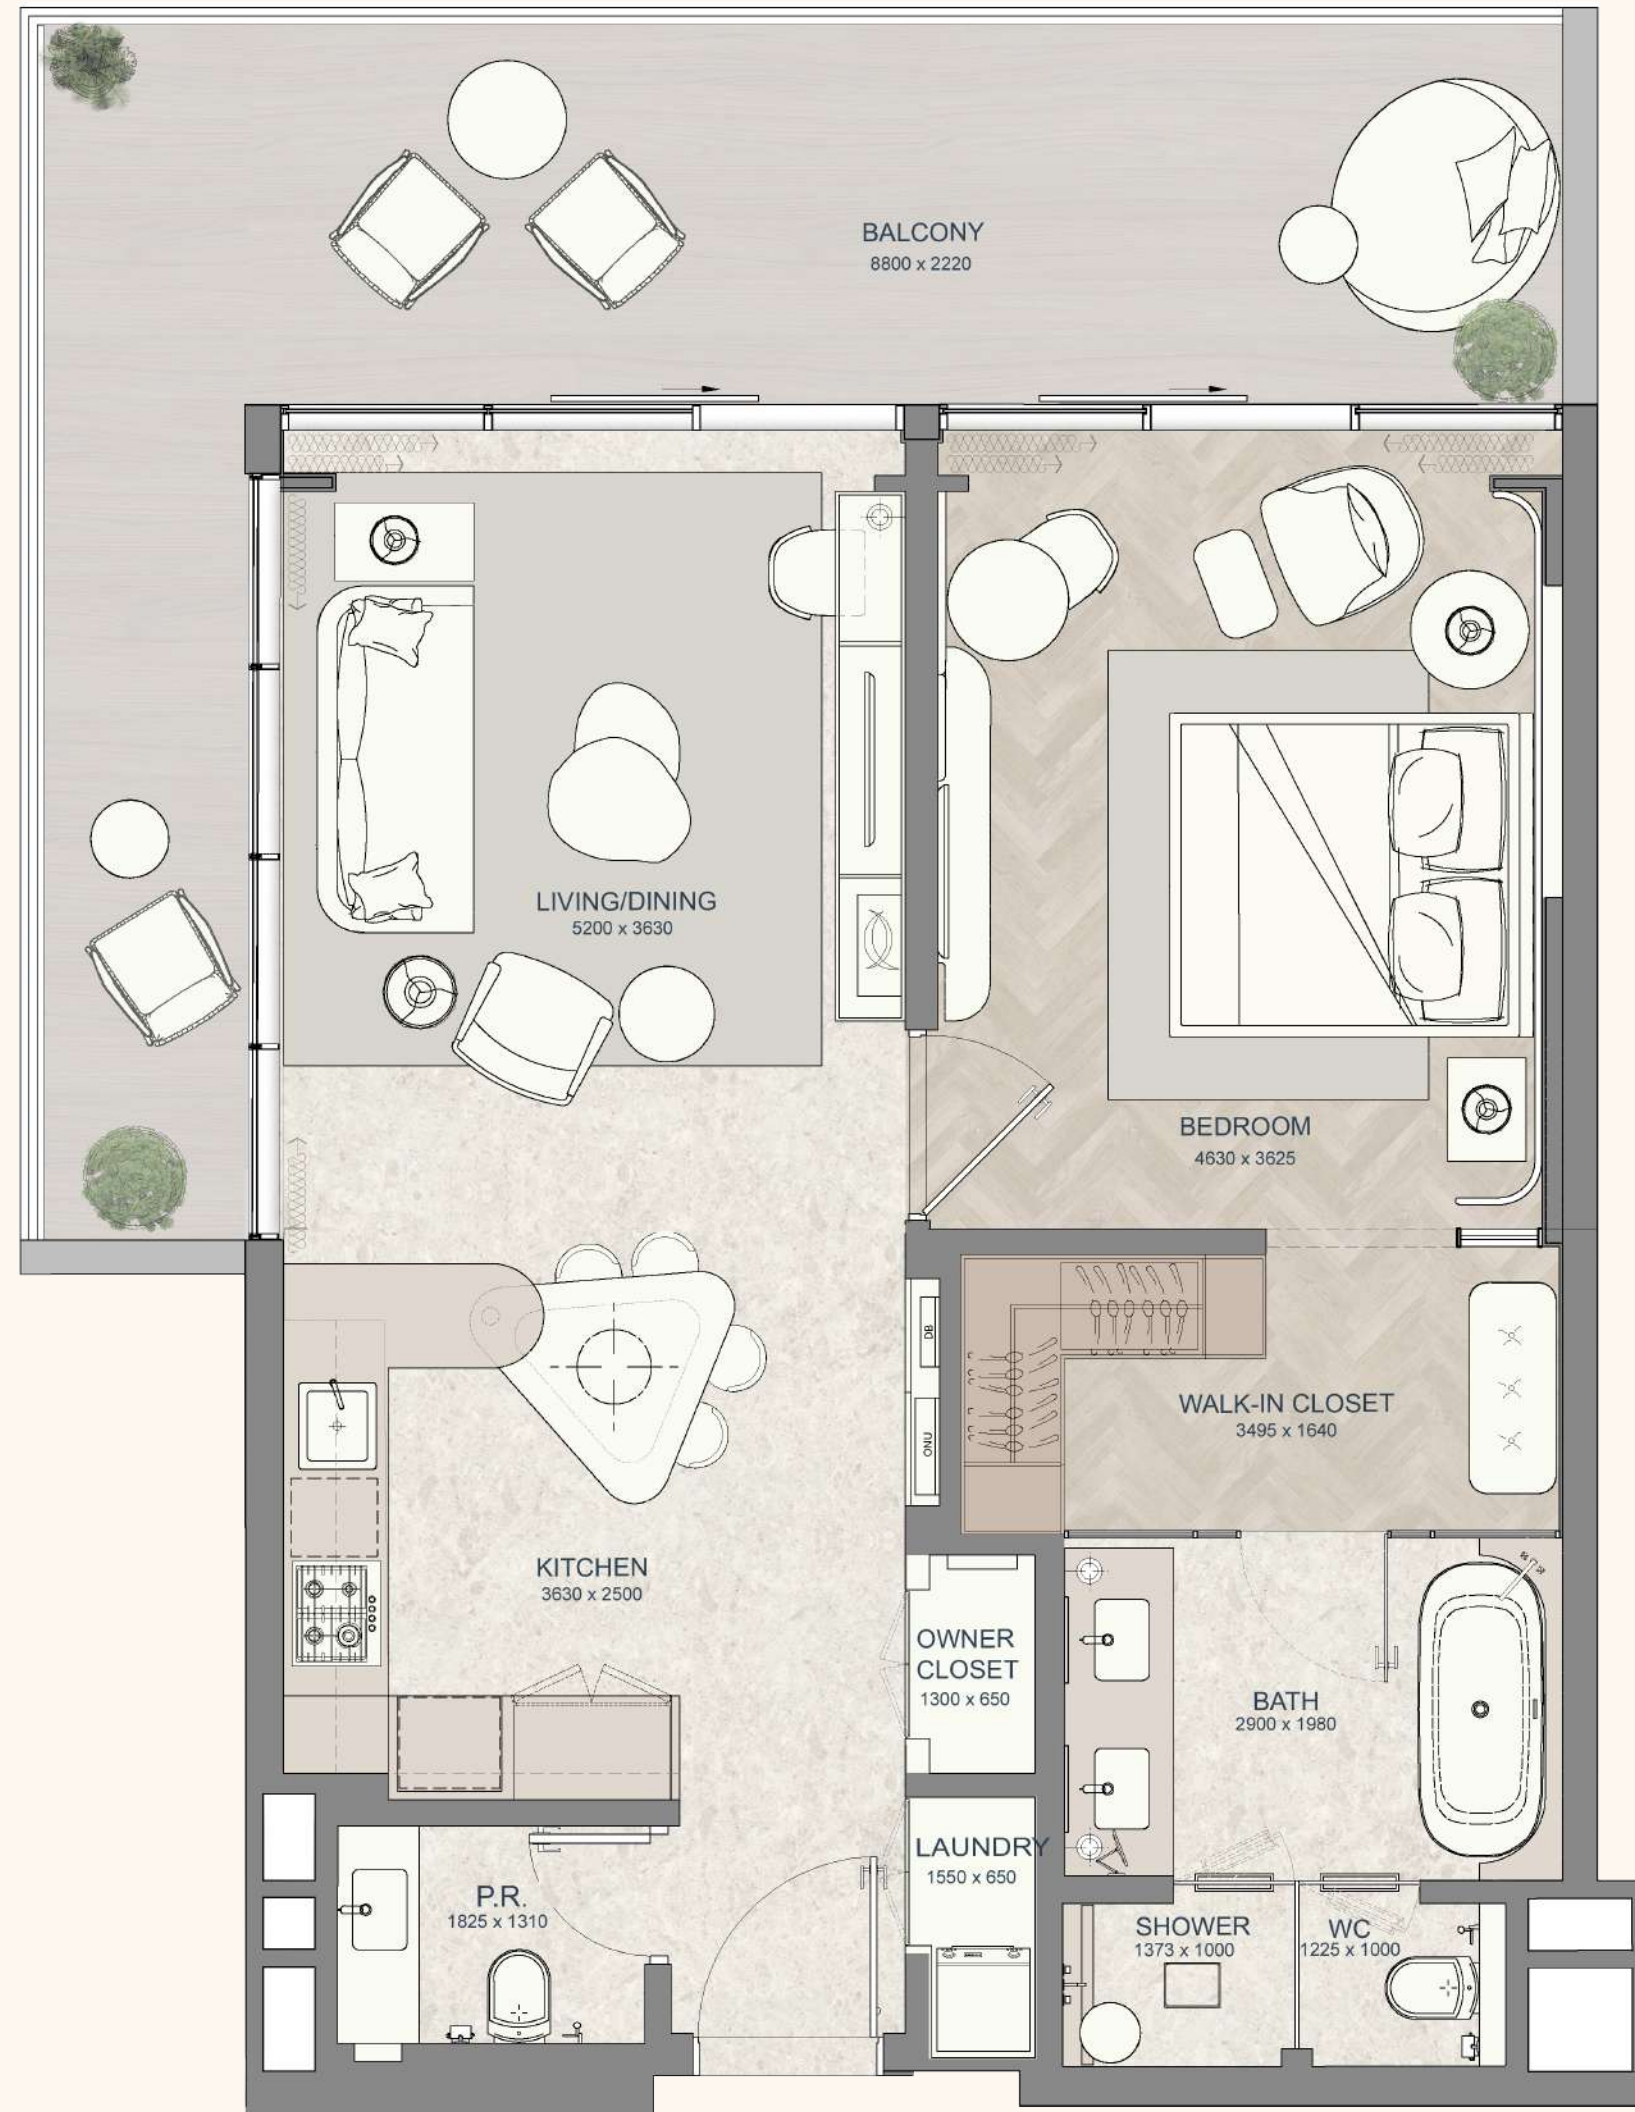 BALCONY
8800 x 2220
LIVING/DINING
5200 x 3630
BEDROOM
4630 x 3625
DB
ONU
WALK-IN CLOSET
3495 x 1640
KITCHEN
3630 x 2500
OWNER
CLOSET
1300 x 650
BATH
2900 x 1980
LAUNDRY
1550 x 650
P.R.
1825 x 1310
SHOWER
1373 x 1000
WC
1225 x 1000